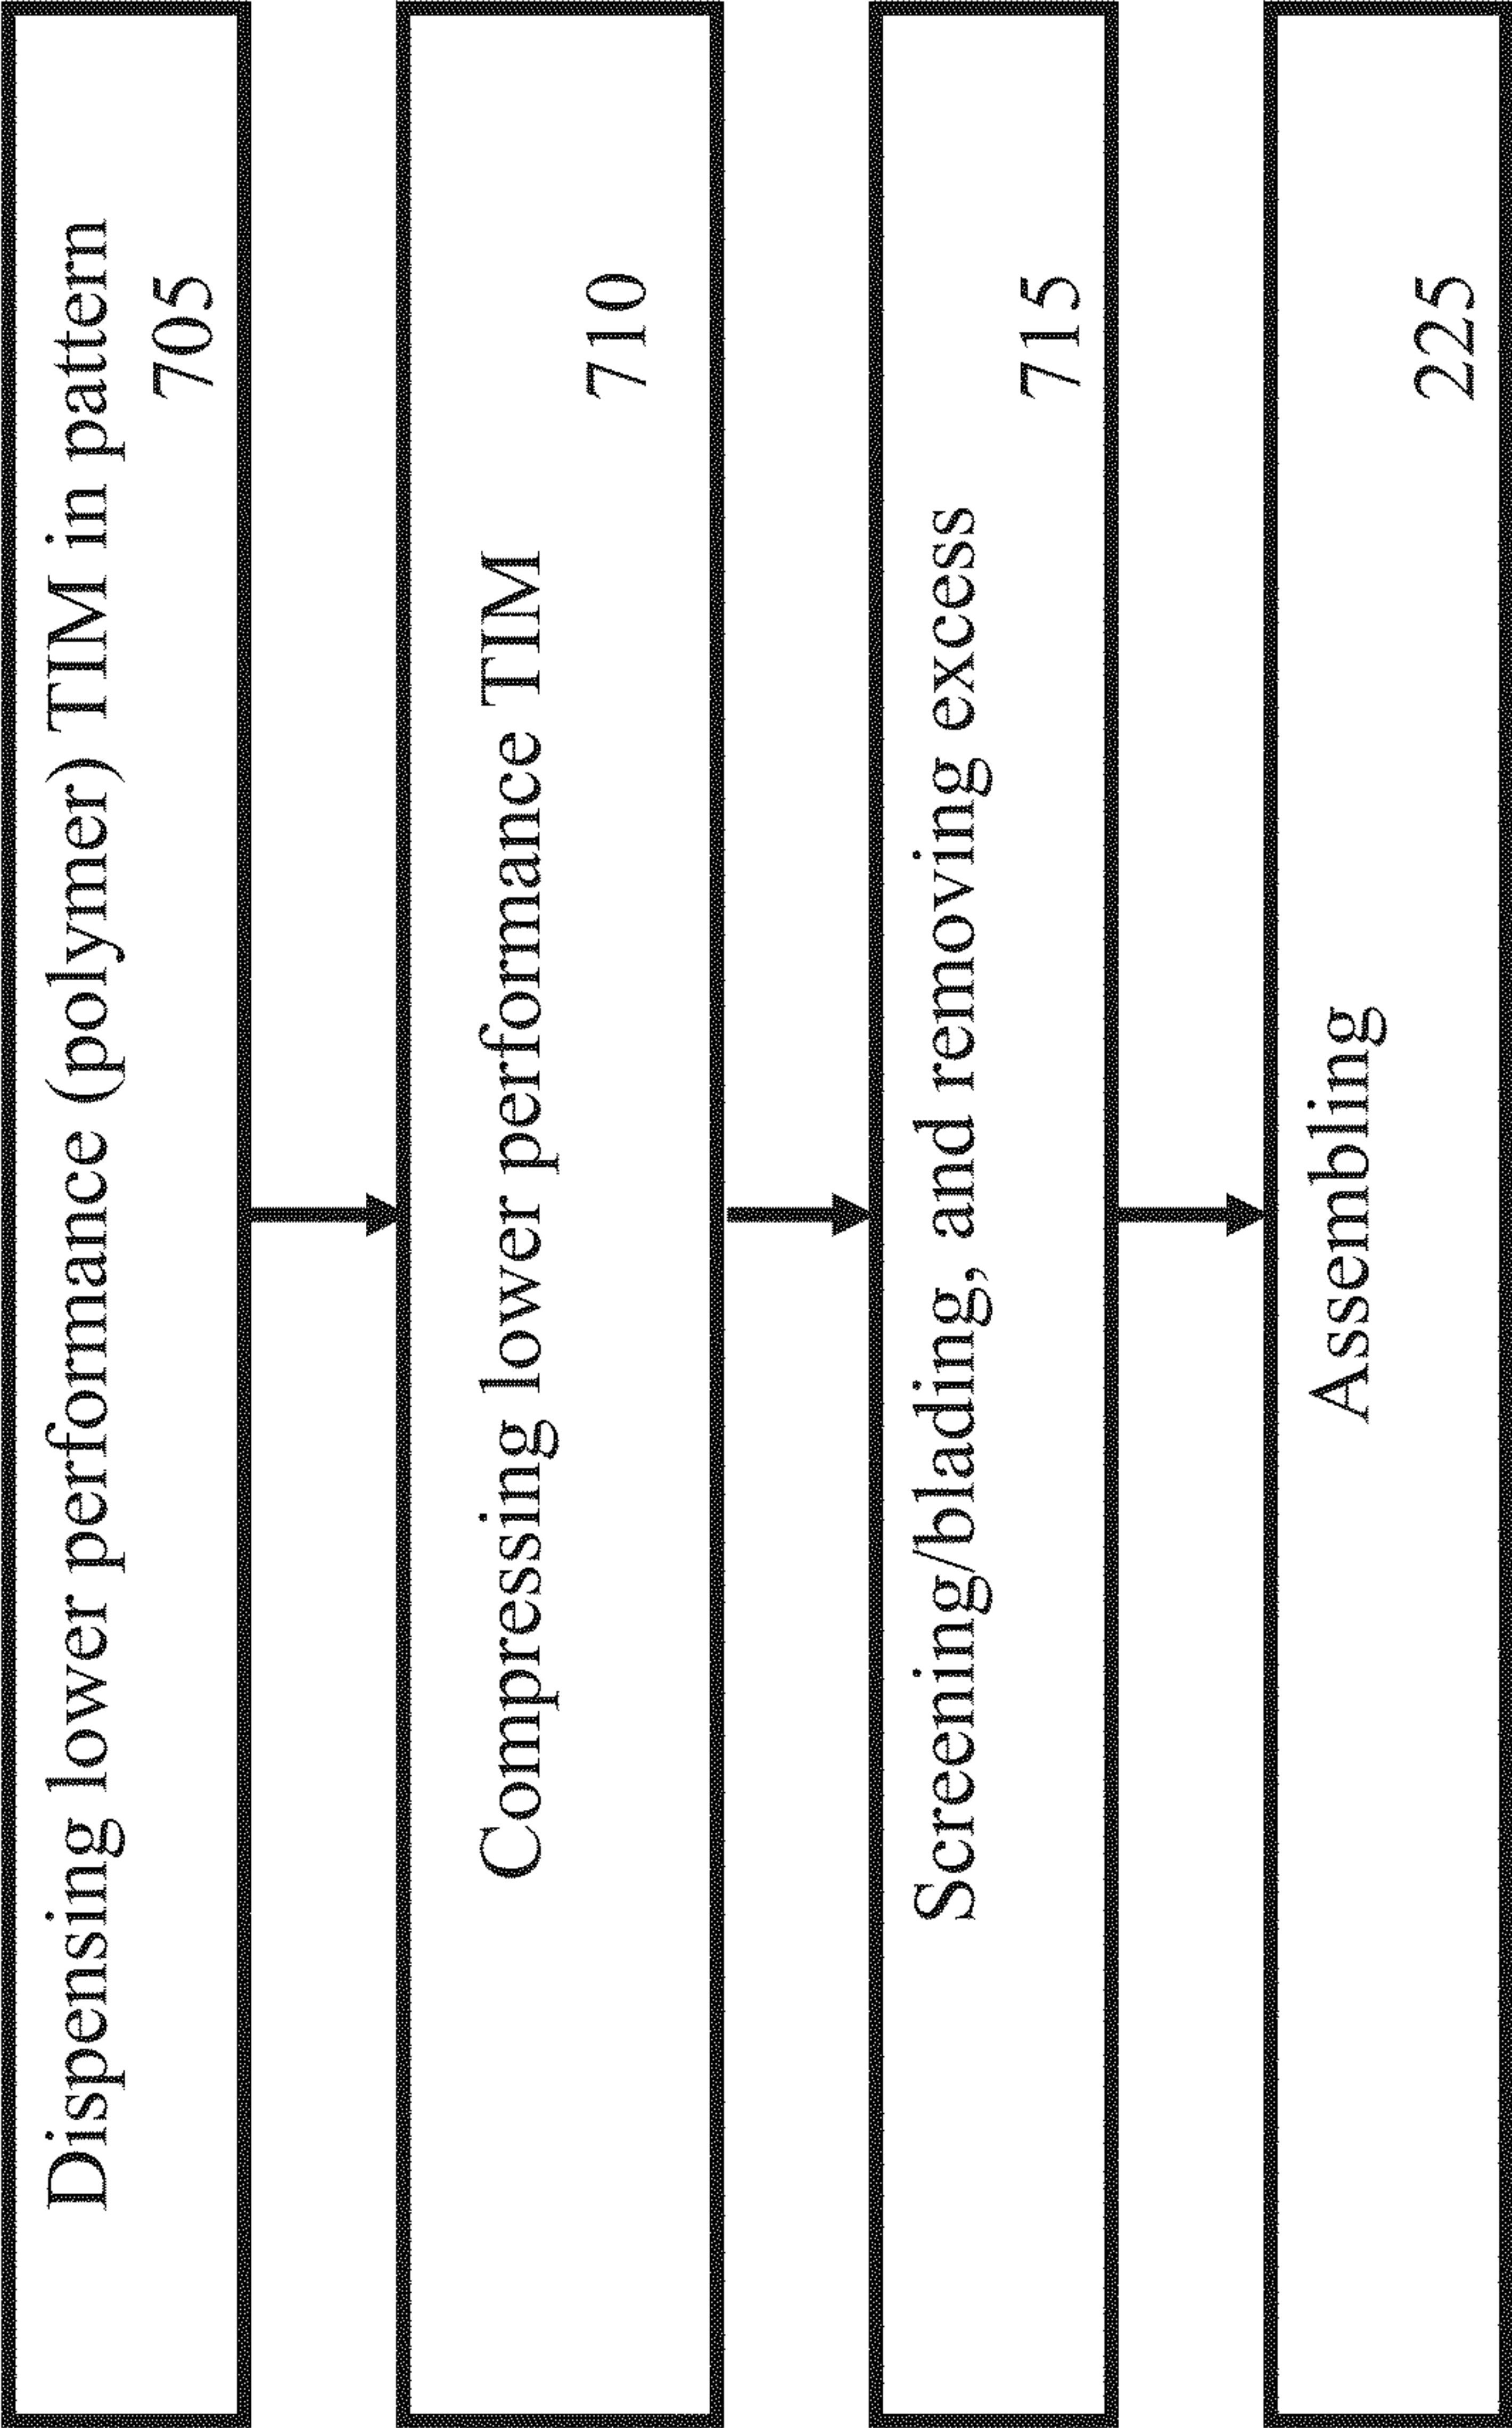 Dispensing lower performance (polymer) TIM in pattern
705
Compressing lower performance TIM
710
Screening/blading, and removing excess
715
Assembling
225